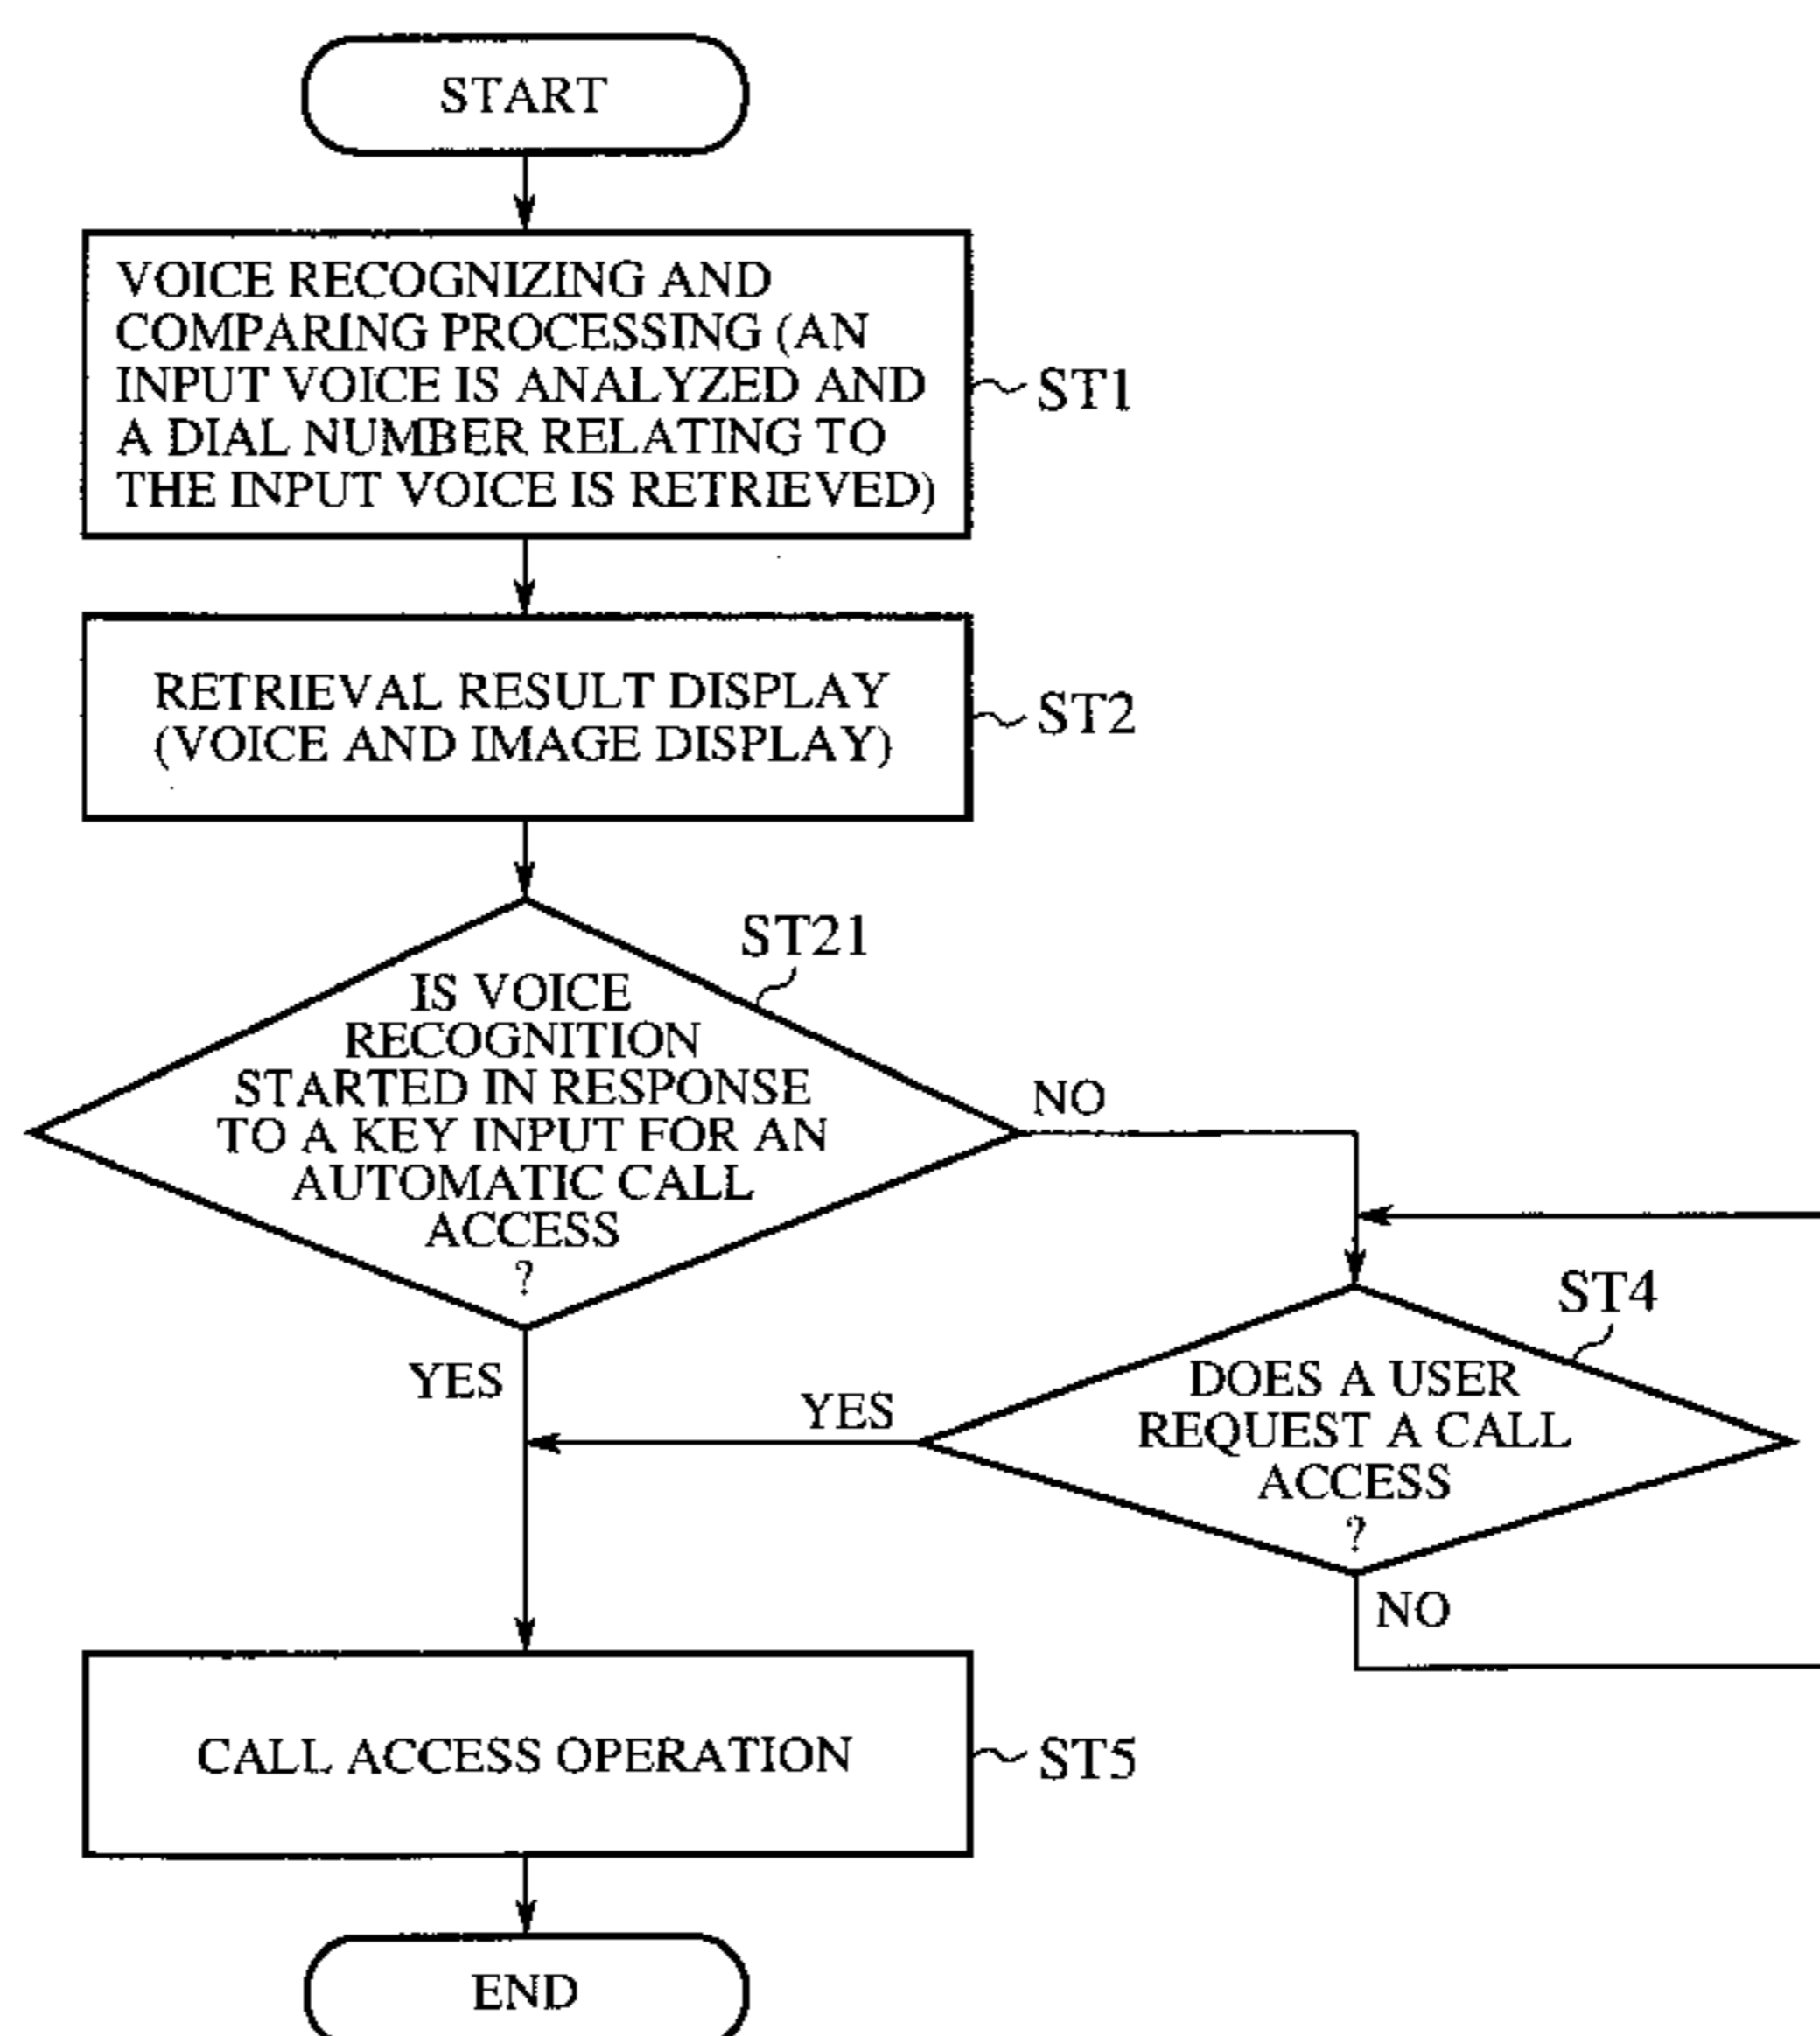 START
VOICE RECOGNIZING AND
COMPARING PROCESSING (AN
INPUT VOICE IS ANALYZED AND
A DIAL NUMBER RELATING TO
THE INPUT VOICE IS RETRIEVED)
ST1
RETRIEVAL RESULT DISPLAY
(VOICE AND IMAGE DISPLAY)
ST2
ST21
IS VOICE
RECOGNITION
STARTED IN RESPONSE
TO A KEY INPUT FOR AN
AUTOMATIC CALL
ACCESS
?
NO
YES
ST4
DOES A USER
REQUEST A CALL
ACCESS
?
YES
NO
CALL ACCESS OPERATION
ST5
END